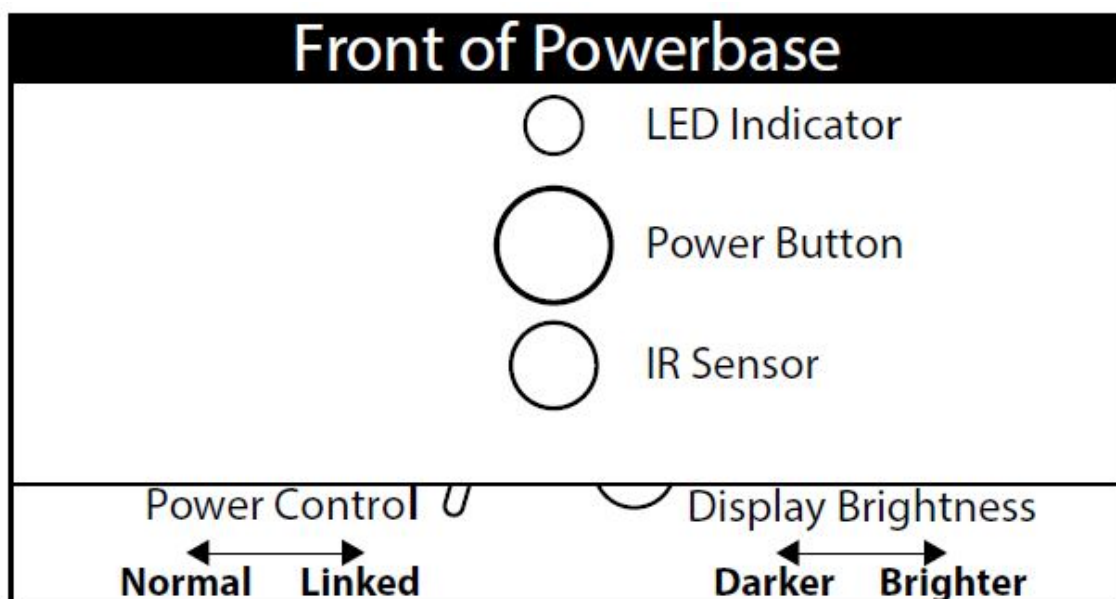 Front of Powerbase
LED Indicator
Power Button
IR Sensor
Power Control
Display Brightness
Normal Linked
Darker Brighter